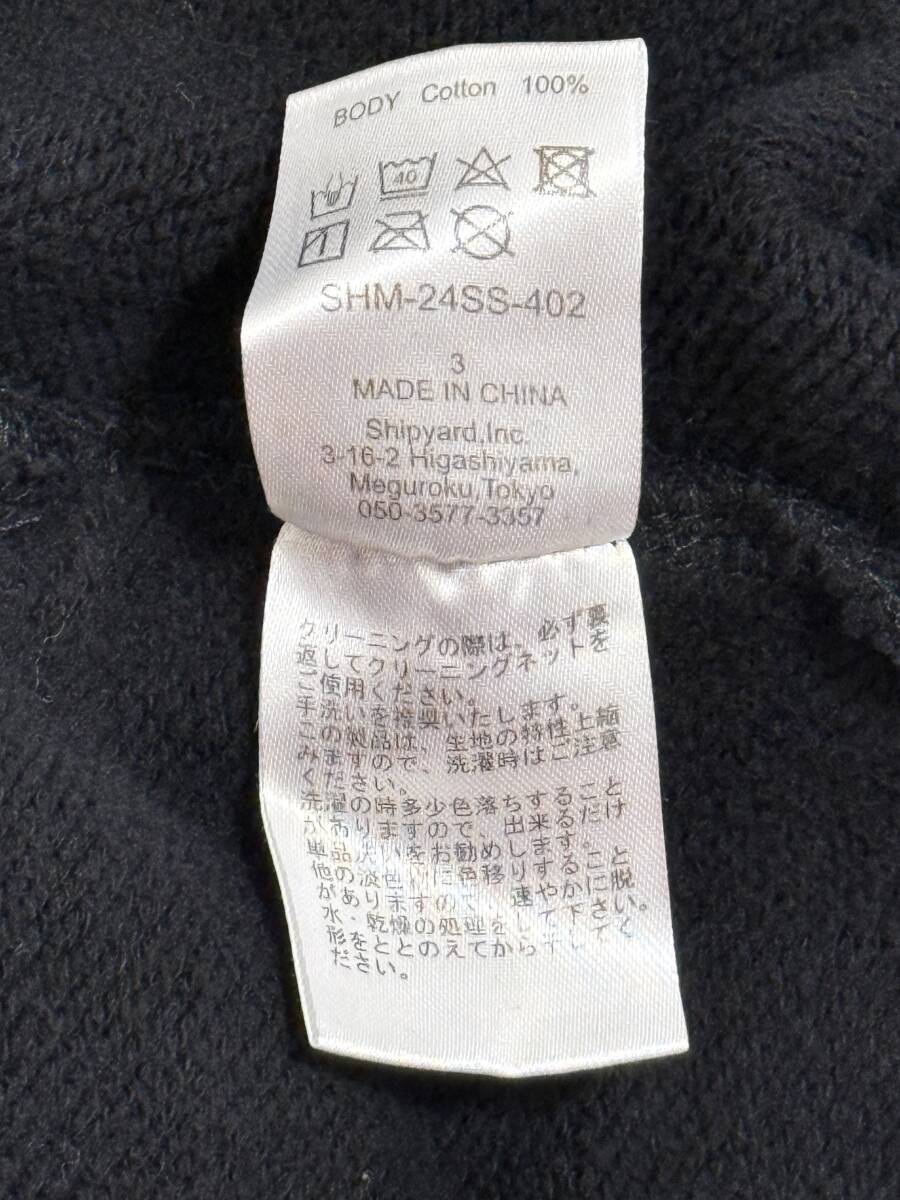 BODY Cotton 100%
40
SHM-24SS-402
3
MADE IN CHINA
Shipyard,Inc.
3-16-2 Higashiyama,
Meguroku,Tokyo
050-3577-3357
クリーニングの際は、必ず裏
返してクリーニングネットを
ご使用ください。
手洗いを推奨いたします。
この製品は、生地の特性上縮
みますので、洗濯時はご注意
ください。
洗濯の時多少色落ちすること
がありますので、出来るだけ
単品洗いをお勧めします。
他の淡色 に色移りすること
がありますので 速やかに脱
水・乾燥の処理をして下さい。
形をととのえてから干して
ださい。